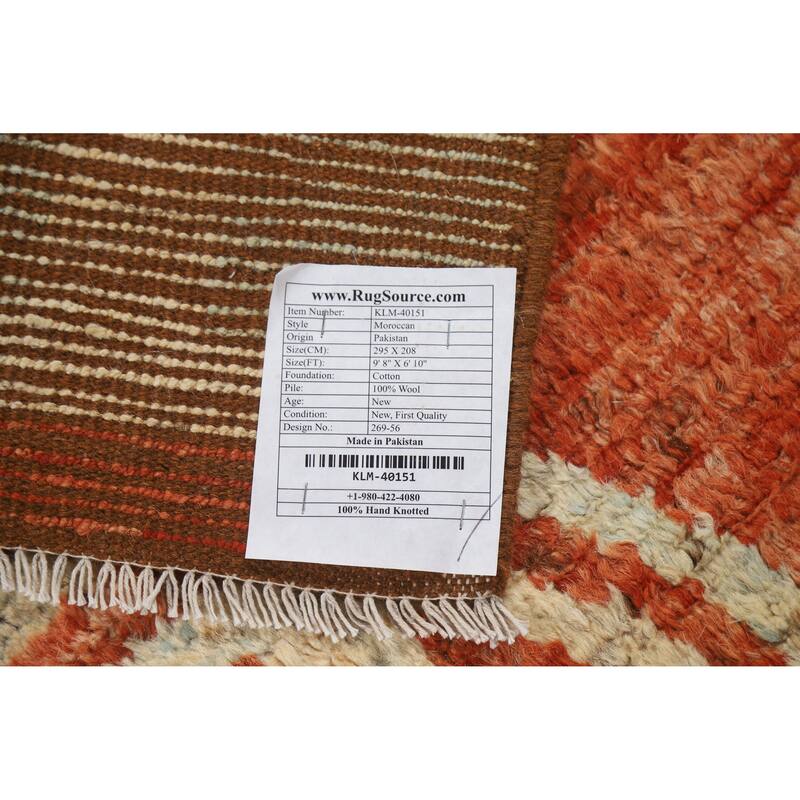 www.RugSource.com
Item Number: KLM-40151
Style Moroccan
Origin Pakistan
Size(CM): 295 X 208
Size(FT): 9' 8" X 6' 10"
Foundation: Cotton
Pile: 100% Wool
Age: New
Condition: New, First Quality
Design No.: 269-56
Made in Pakistan
KLM-40151
+1-980-422-4080
100% Hand Knotted